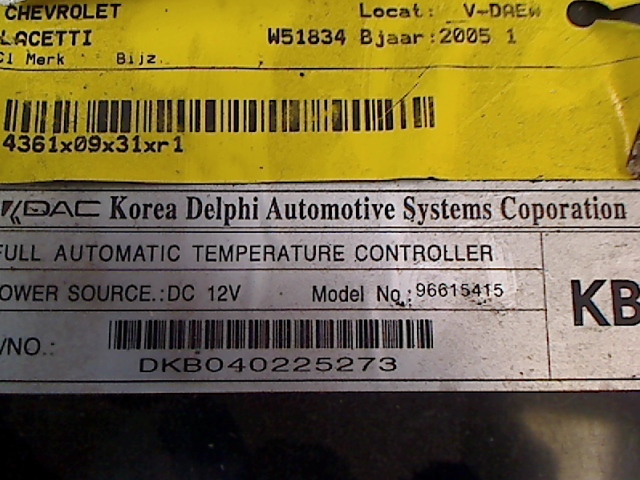 CHEVROLET Locat: V-DAEW
LACETTI W51834 Bjaar:2005 1
Cl Merk Bijz.
4361x09x31xr1
KDAC Korea Delphi Automotive Systems Coporation
FULL AUTOMATIC TEMPERATURE CONTROLLER
OWER SOURCE.:DC 12V Model No.:96615415
KB
/NO.:
DKB040225273